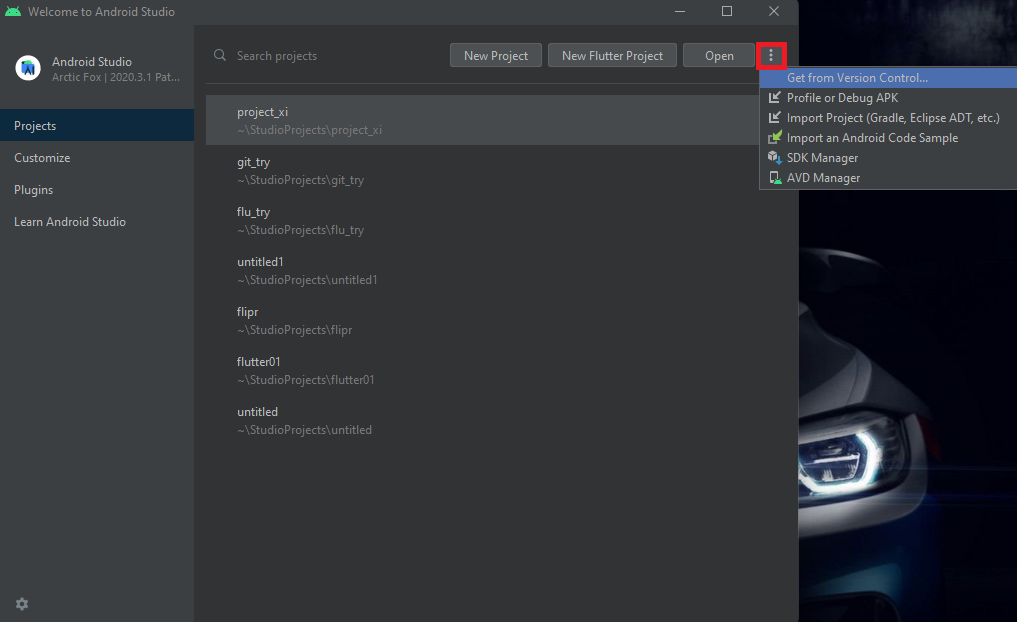 Welcome to Android Studio
Android Studio
Arctic Fox | 2020.3.1 Pat...
Projects
Customize
Plugins
Learn Android Studio
Search projects
New Project
New Flutter Project
Open
Get from Version Control...
Profile or Debug APK
Import Project (Gradle, Eclipse ADT, etc.)
Import an Android Code Sample
SDK Manager
AVD Manager
project_xi
~\StudioProjects\project_xi
git_try
~\StudioProjects\git_try
flu_try
~\StudioProjects\flu_try
untitled1
~\StudioProjects\untitled1
flipr
~\StudioProjects\flipr
flutter01
~\StudioProjects\flutter01
untitled
~\StudioProjects\untitled